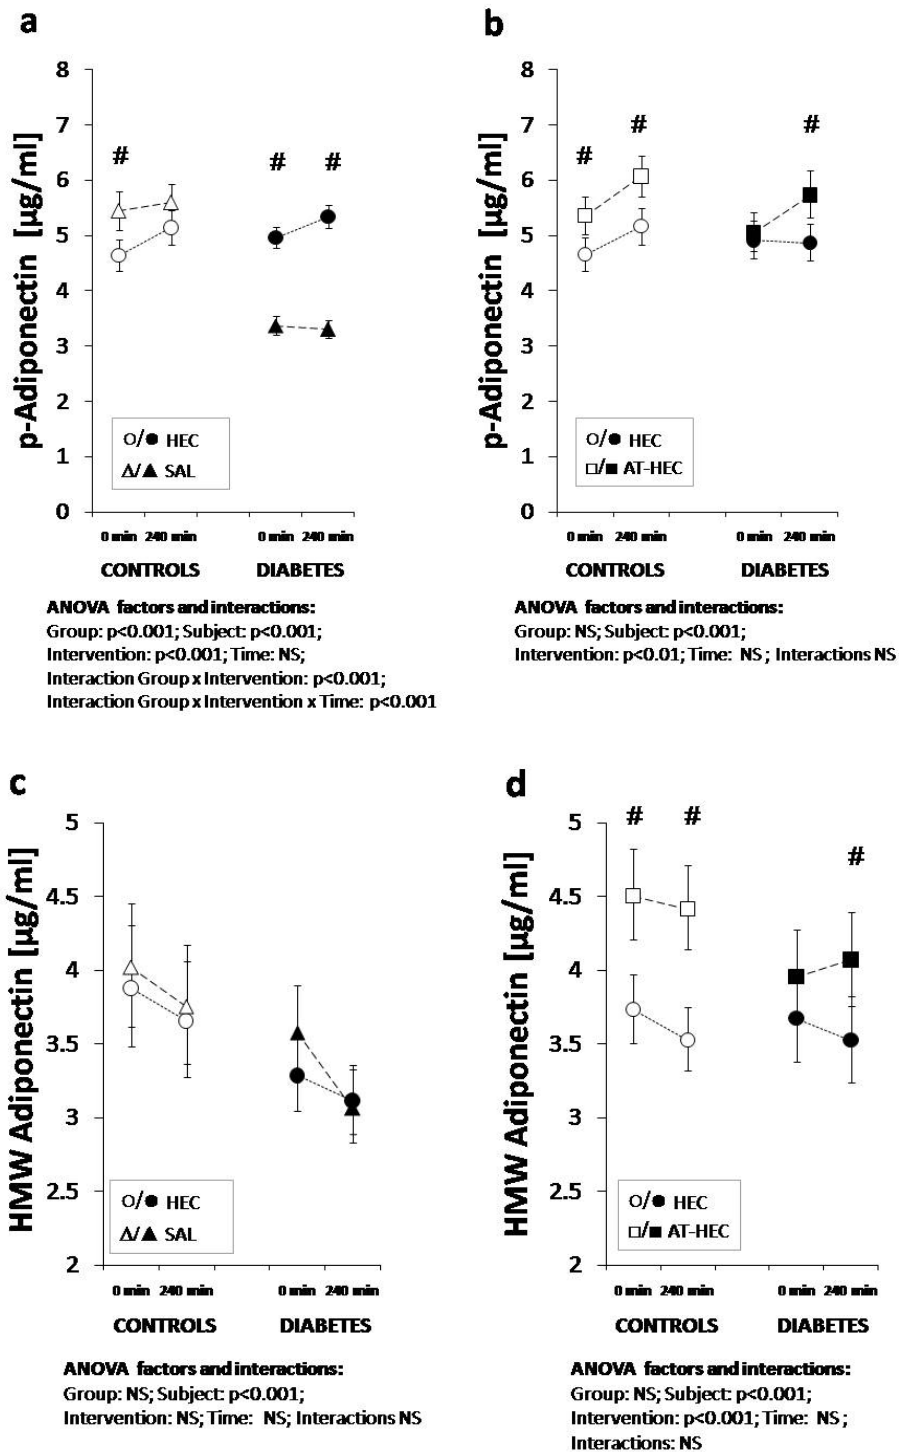 a
p-Adiponectin [µg/ml]
8
7
6
5
4
3
2
1
0
# # #
○/● HEC
△/▲ SAL
0 min 240 min 0 min 240 min
CONTROLS DIABETES
ANOVA factors and interactions:
Group: p<0.001; Subject: p<0.001;
Intervention: p<0.001; Time: NS;
Interaction Group x Intervention: p<0.001;
Interaction Group x Intervention x Time: p<0.001
b
p-Adiponectin [µg/ml]
8
7
6
5
4
3
2
1
0
# # #
○/● HEC
□/■ AT-HEC
0 min 240 min 0 min 240 min
CONTROLS DIABETES
ANOVA factors and interactions:
Group: NS; Subject: p<0.001;
Intervention: p<0.01; Time: NS ; Interactions NS
c
HMW Adiponectin [µg/ml]
5
4.5
4
3.5
3
2.5
2
○/● HEC
△/▲ SAL
0 min 240 min 0 min 240 min
CONTROLS DIABETES
ANOVA factors and interactions:
Group: NS; Subject: p<0.001;
Intervention: NS; Time: NS; Interactions NS
d
HMW Adiponectin [µg/ml]
5
4.5
4
3.5
3
2.5
2
# # #
○/● HEC
□/■ AT-HEC
0 min 240 min 0 min 240 min
CONTROLS DIABETES
ANOVA factors and interactions:
Group: NS; Subject: p<0.001;
Intervention: p<0.001; Time: NS ;
Interactions: NS